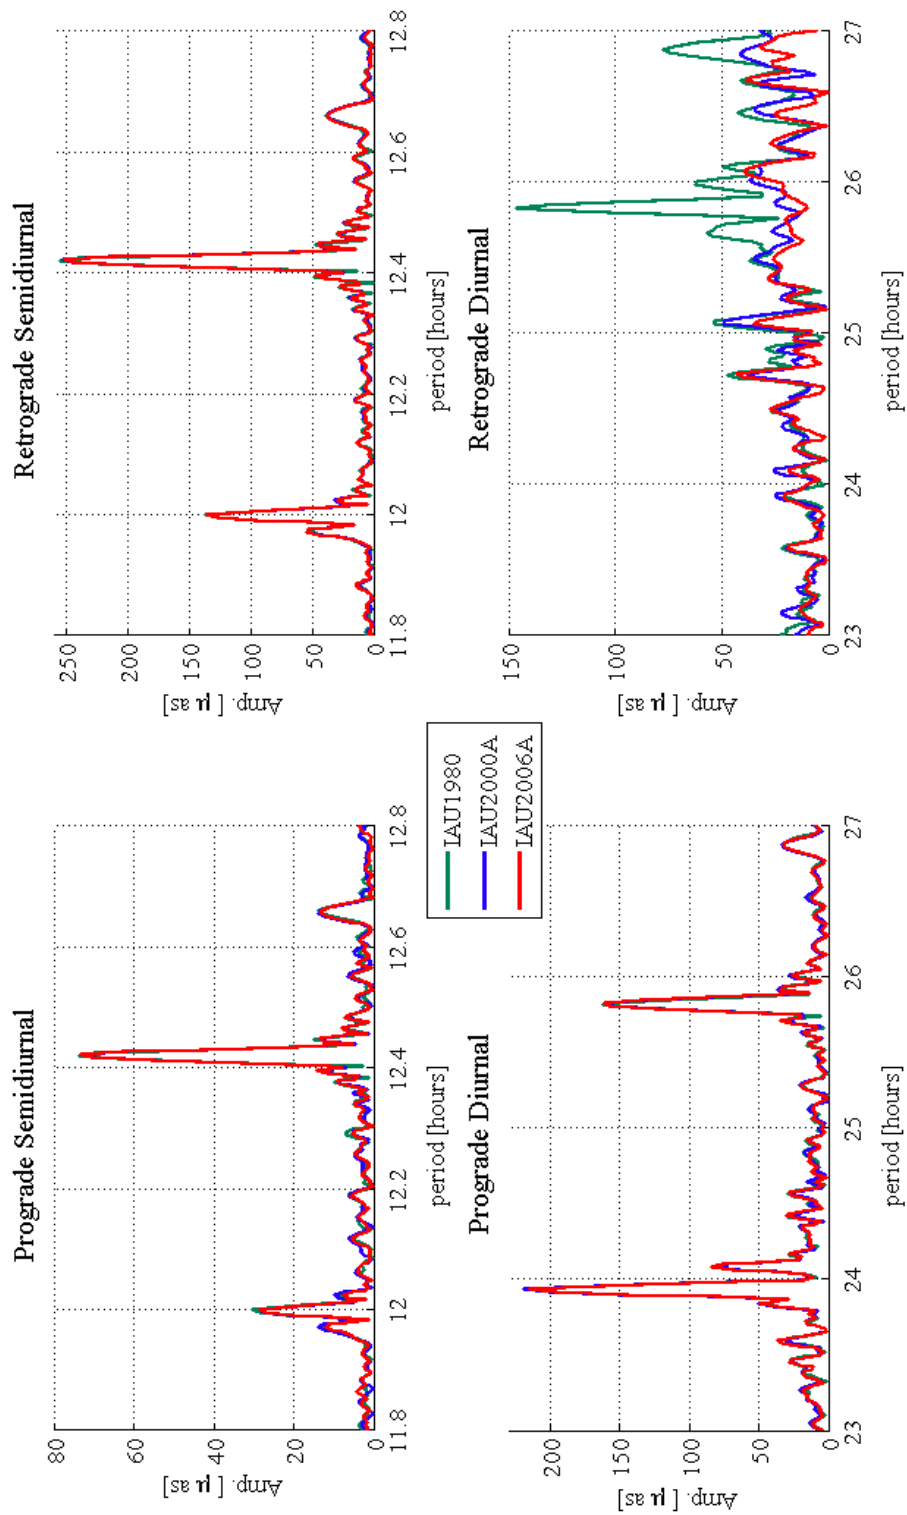 Prograde Semidiurnal
Amp. [ μ as]
80
60
40
20
0
11.8
12
12.2
12.4
12.6
12.8
period [hours]
Retrograde Semidiurnal
Amp. [ μ as]
250
200
150
100
50
0
11.8
12
12.2
12.4
12.6
12.8
period [hours]
IAU1980
IAU2000A
IAU2006A
Prograde Diurnal
Amp. [ μ as]
200
150
100
50
0
23
24
25
26
27
period [hours]
Retrograde Diurnal
Amp. [ μ as]
150
100
50
0
23
24
25
26
27
period [hours]